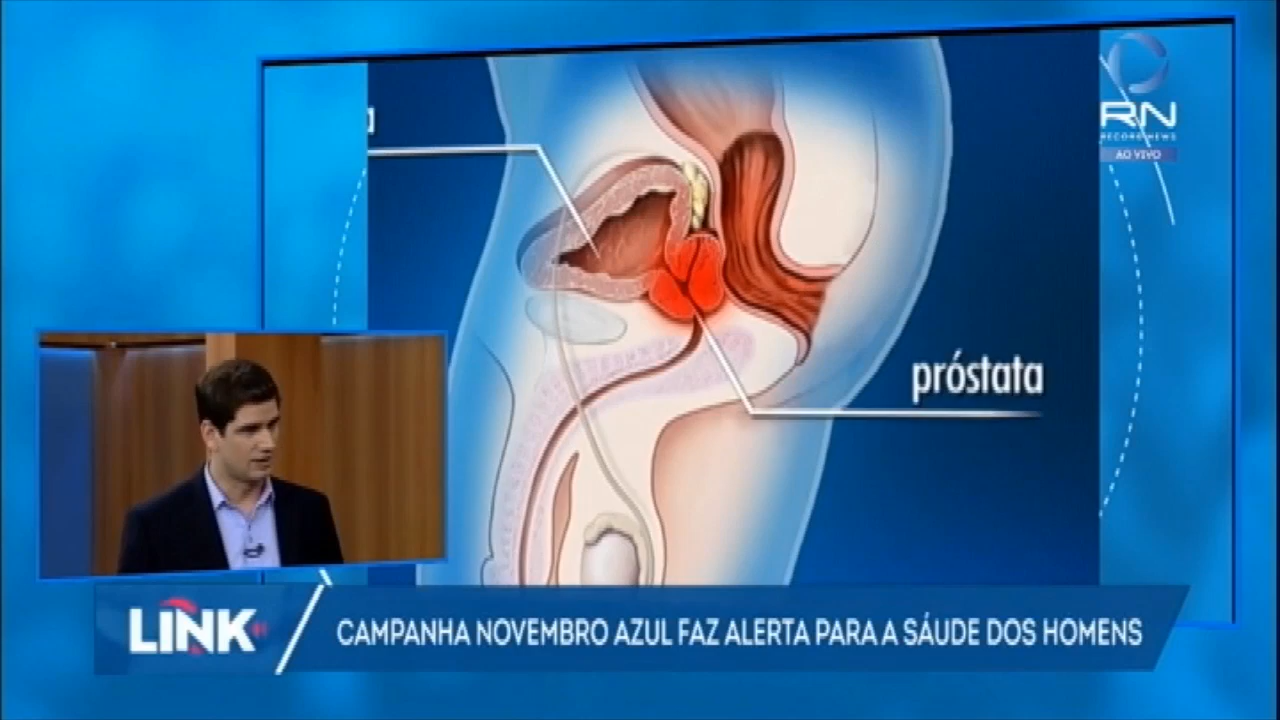 a
RN
RECORD NEWS
AO VIVO
próstata
LINK
CAMPANHA NOVEMBRO AZUL FAZ ALERTA PARA A SÁUDE DOS HOMENS